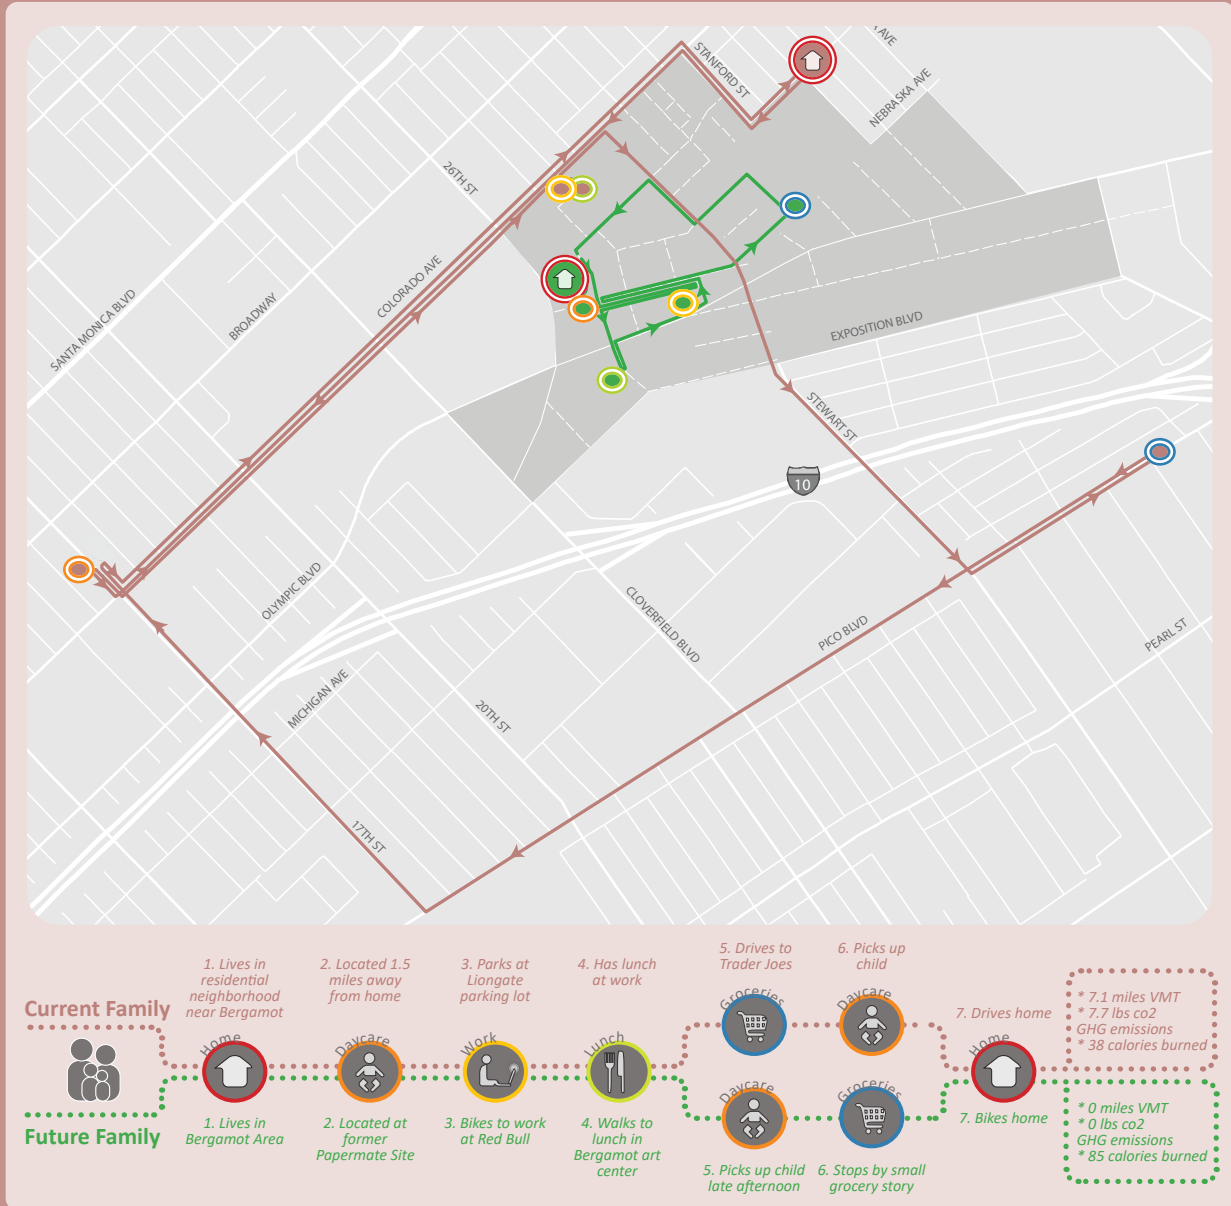 STANFORD ST
AVE
NEBRASKA AVE
26TH ST
COLORADO AVE
SANTA MONICA BLVD
BROADWAY
EXPOSITION BLVD
STEWART ST
10
OLYMPIC BLVD
CLOVERFIELD BLVD
PICO BLVD
PEARL ST
MICHIGAN AVE
20TH ST
17TH ST
Current Family
1. Lives in
residential
neighborhood
near Bergamot
2. Located 1.5
miles away
from home
3. Parks at
Liongate
parking lot
4. Has lunch
at work
5. Drives to
Trader Joes
6. Picks up
child
7. Drives home
* 7.1 miles VMT
* 7.7 lbs co2
GHG emissions
* 38 calories burned
Home
Daycare
Work
Lunch
Groceries
Daycare
Home
Daycare
Groceries
Future Family
1. Lives in
Bergamot Area
2. Located at
former
Papermate Site
3. Bikes to work
at Red Bull
4. Walks to
lunch in
Bergamot art
center
5. Picks up child
late afternoon
6. Stops by small
grocery story
7. Bikes home
* 0 miles VMT
* 0 lbs co2
GHG emissions
* 85 calories burned